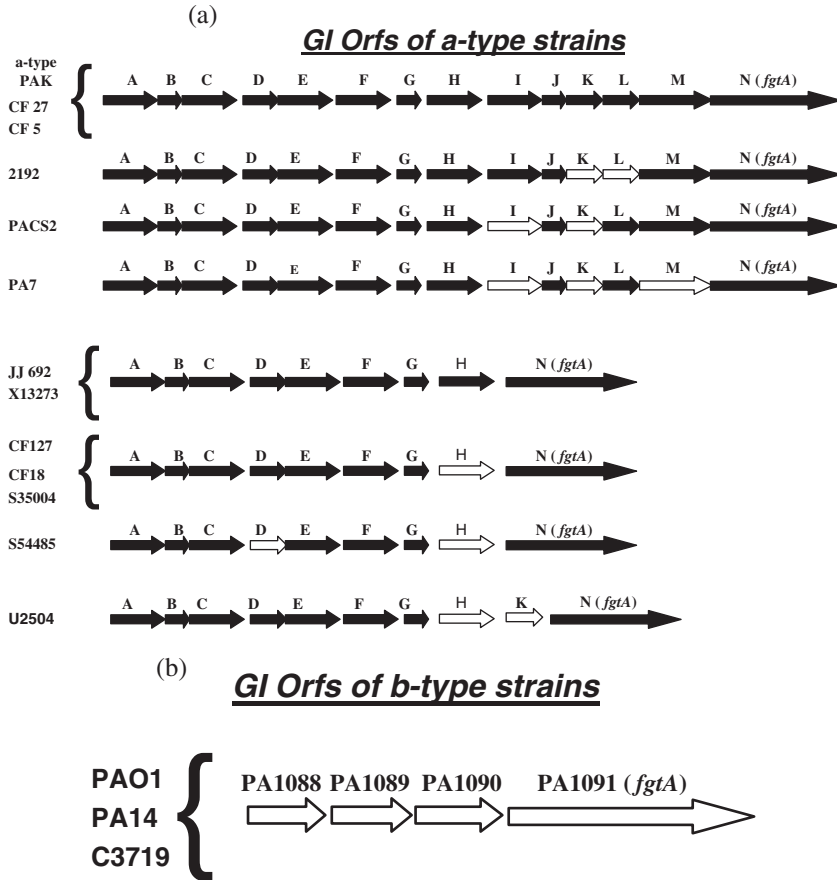 (a)
GI Orfs of a-type strains
a-type
PAK
CF 27
CF 5
A B C D E F G H I J K L M N (fgtA)
2192
A B C D E F G H I J K L M N (fgtA)
PACS2
A B C D E F G H I J K L M N (fgtA)
PA7
A B C D E F G H I J K L M N (fgtA)
JJ 692
X13273
A B C D E F G H N (fgtA)
CF127
CF18
S35004
A B C D E F G H N (fgtA)
S54485
A B C D E F G H N (fgtA)
U2504
A B C D E F G H K N (fgtA)
(b)
GI Orfs of b-type strains
PAO1
PA14
C3719
PA1088 PA1089 PA1090 PA1091 (fgtA)